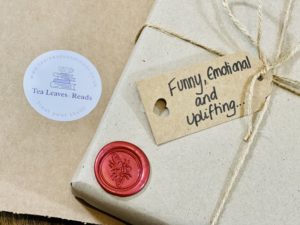 Tea Leaves & Reads
Funny, Emotional
and
Uplifting...